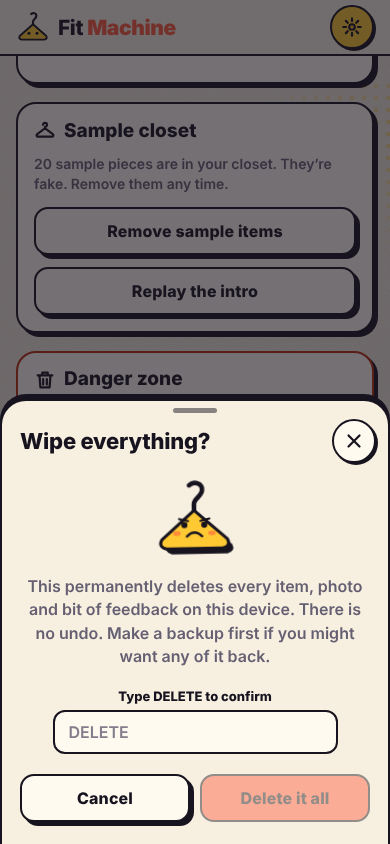 Fit Machine
Sample closet
20 sample pieces are in your closet. They're
fake. Remove them any time.
Remove sample items
Replay the intro
Danger zone
Wipe everything?
This permanently deletes every item, photo
and bit of feedback on this device. There is
no undo. Make a backup first if you might
want any of it back.
Type DELETE to confirm
DELETE
Cancel
Delete it all